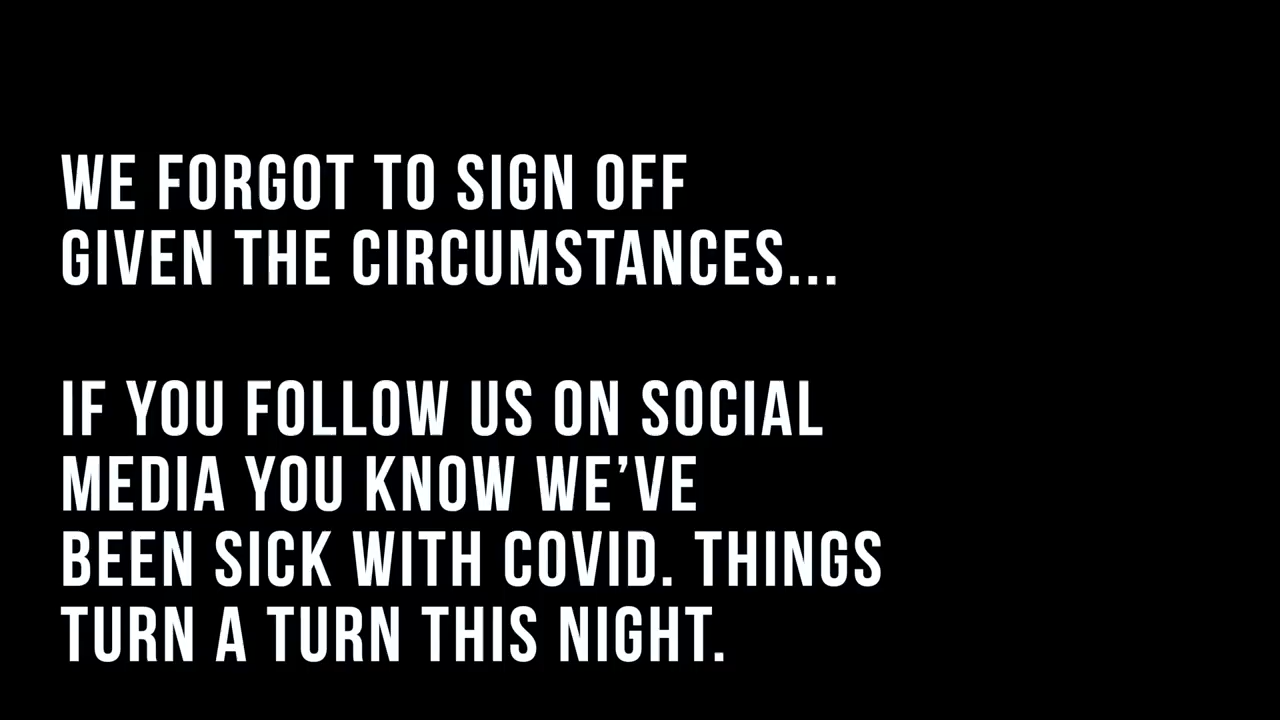 WE FORGOT TO SIGN OFF
GIVEN THE CIRCUMSTANCES...
IF YOU FOLLOW US ON SOCIAL
MEDIA YOU KNOW WE’VE
BEEN SICK WITH COVID. THINGS
TURN A TURN THIS NIGHT.